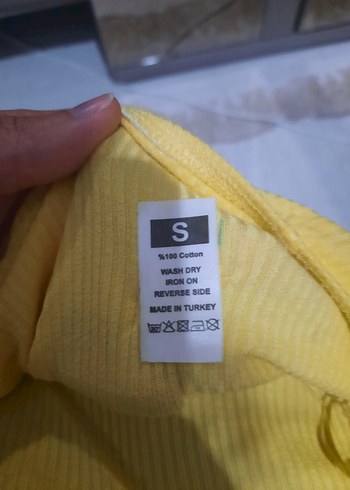 S
%100 Cotton
WASH DRY
IRON ON
REVERSE SIDE
MADE IN TURKEY